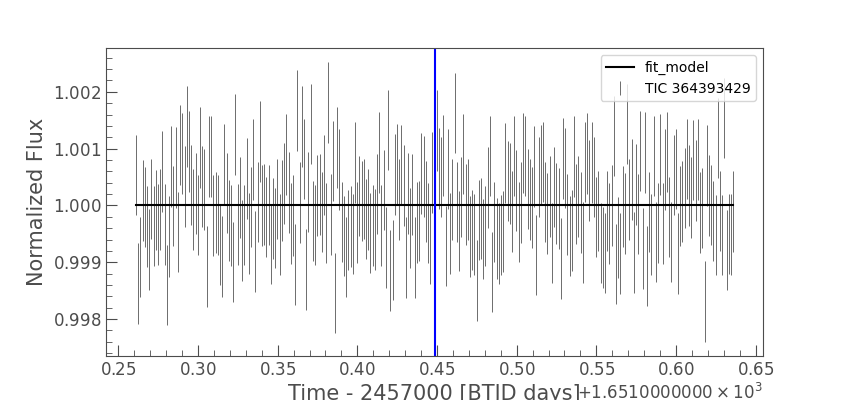 fit_model
TIC 364393429
Normalized Flux
1.002
1.001
1.000
0.999
0.998
0.25 0.30 0.35 0.40 0.45 0.50 0.55 0.60 0.65
Time - 2457000 [BTJD days]
+1.6510000000 × 10³